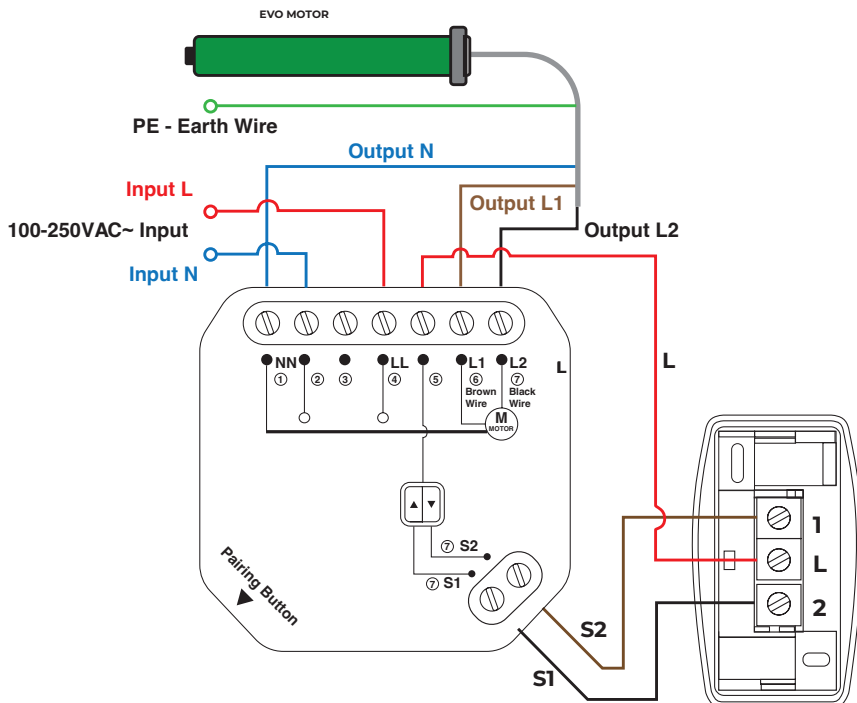 EVO MOTOR
PE - Earth Wire
Output N
Input L
Output L1
100-250VAC~ Input
Output L2
Input N
L
NN LL L1 L2 L
① ② ③ ④ ⑤ ⑥ ⑦
Brown Wire
Black Wire
M
MOTOR
▲ ▼
1
⑦ S2
L
⑦ S1
2
Pairing Button
S2
S1